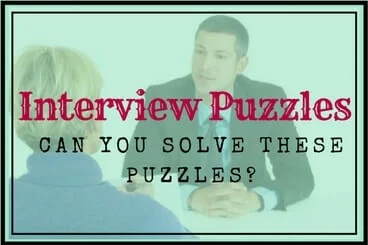 Interview Puzzles
CAN YOU SOLVE THESE
PUZZLES?